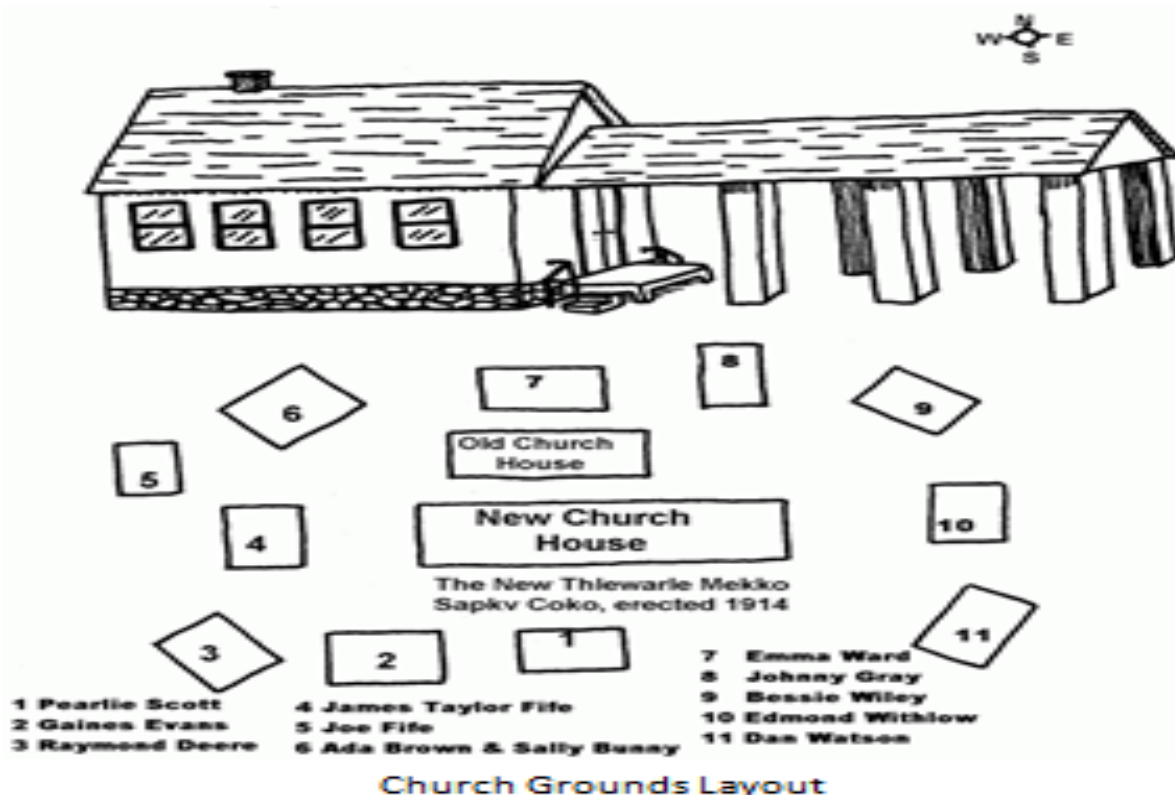 N
W E
S
8
7
6
9
Old Church
House
5
New Church
House
10
4
The New Thlewarle Mekko
Sapkv Coko, erected 1914
1
11
3
2
1 Pearlie Scott
2 Gaines Evans
3 Raymond Deere
4 James Taylor Fife
5 Joe Fife
6 Ada Brown & Sally Bunny
7 Emma Ward
8 Johnny Gray
9 Bessie Wiley
10 Edmond Withlow
11 Dan Watson
Church Grounds Layout